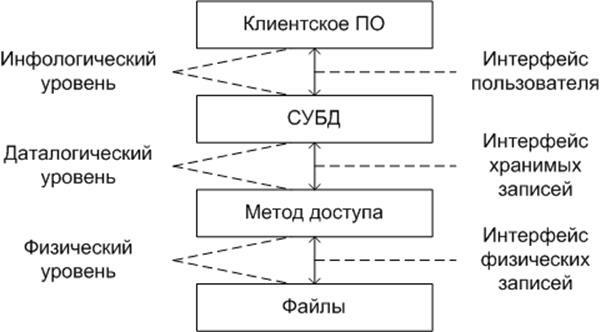 Клиентское ПО
Инфологический
уровень
Интерфейс
пользователя
СУБД
Даталогический
уровень
Интерфейс
хранимых
записей
Метод доступа
Физический
уровень
Интерфейс
физических
записей
Файлы